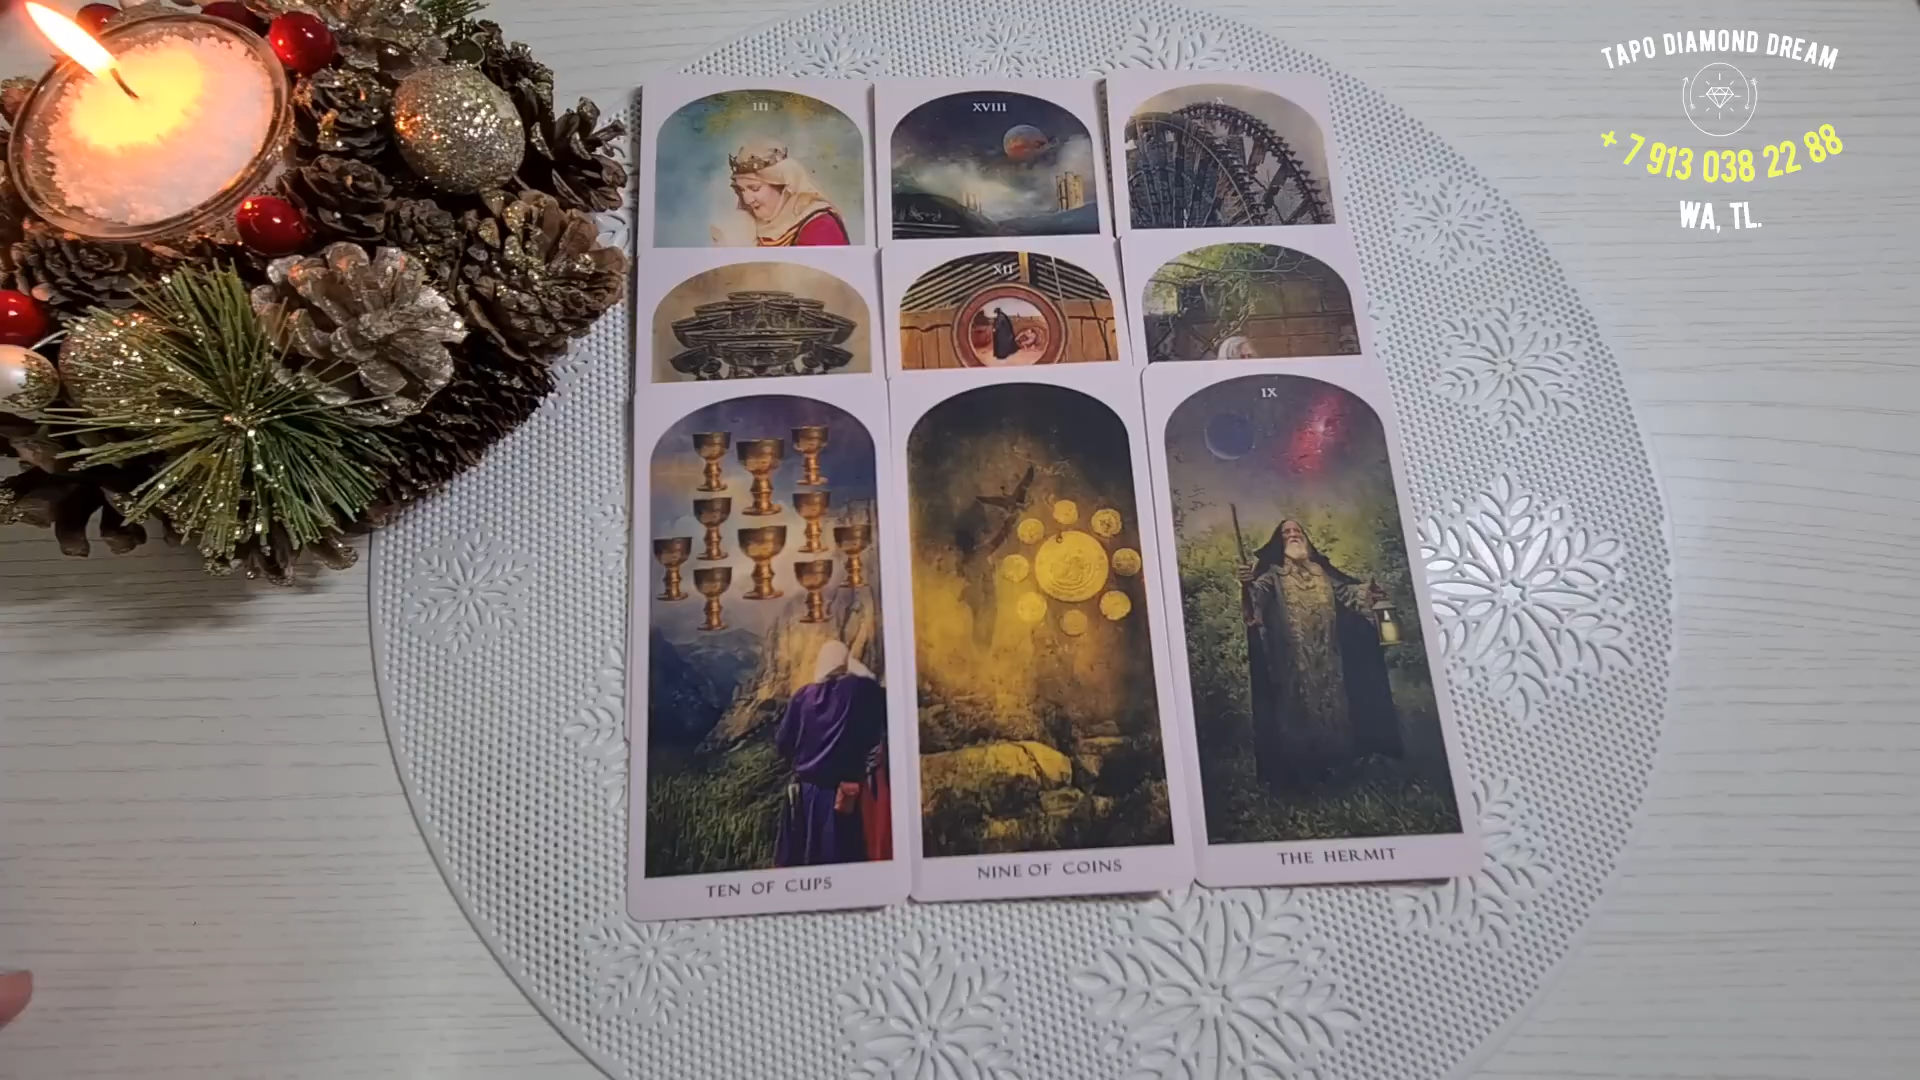 TAPO DIAMOND DREAM
+ 7 913 038 22 88
WA, TL.
III
XVIII
X
XII
IX
TEN OF CUPS
NINE OF COINS
THE HERMIT